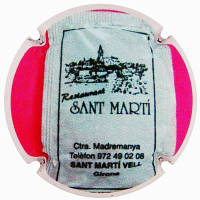 Restaurant
SANT MARTÍ
Ctra. Madremanya
Telèfon 972 49 02 08
SANT MARTÍ VELL
Girona